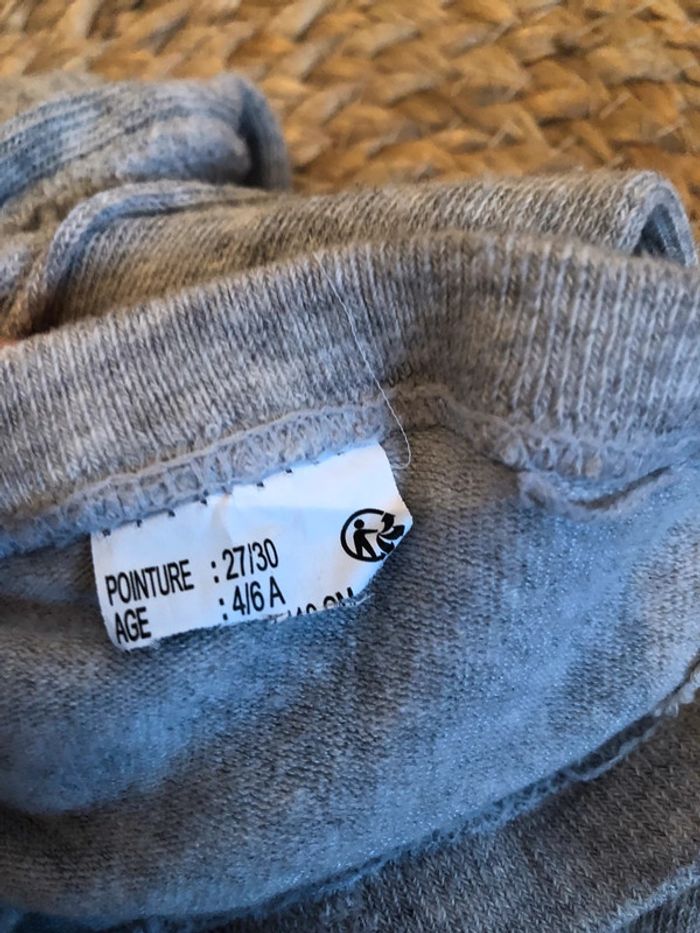 POINTURE : 27/30
AGE : 4/6 A